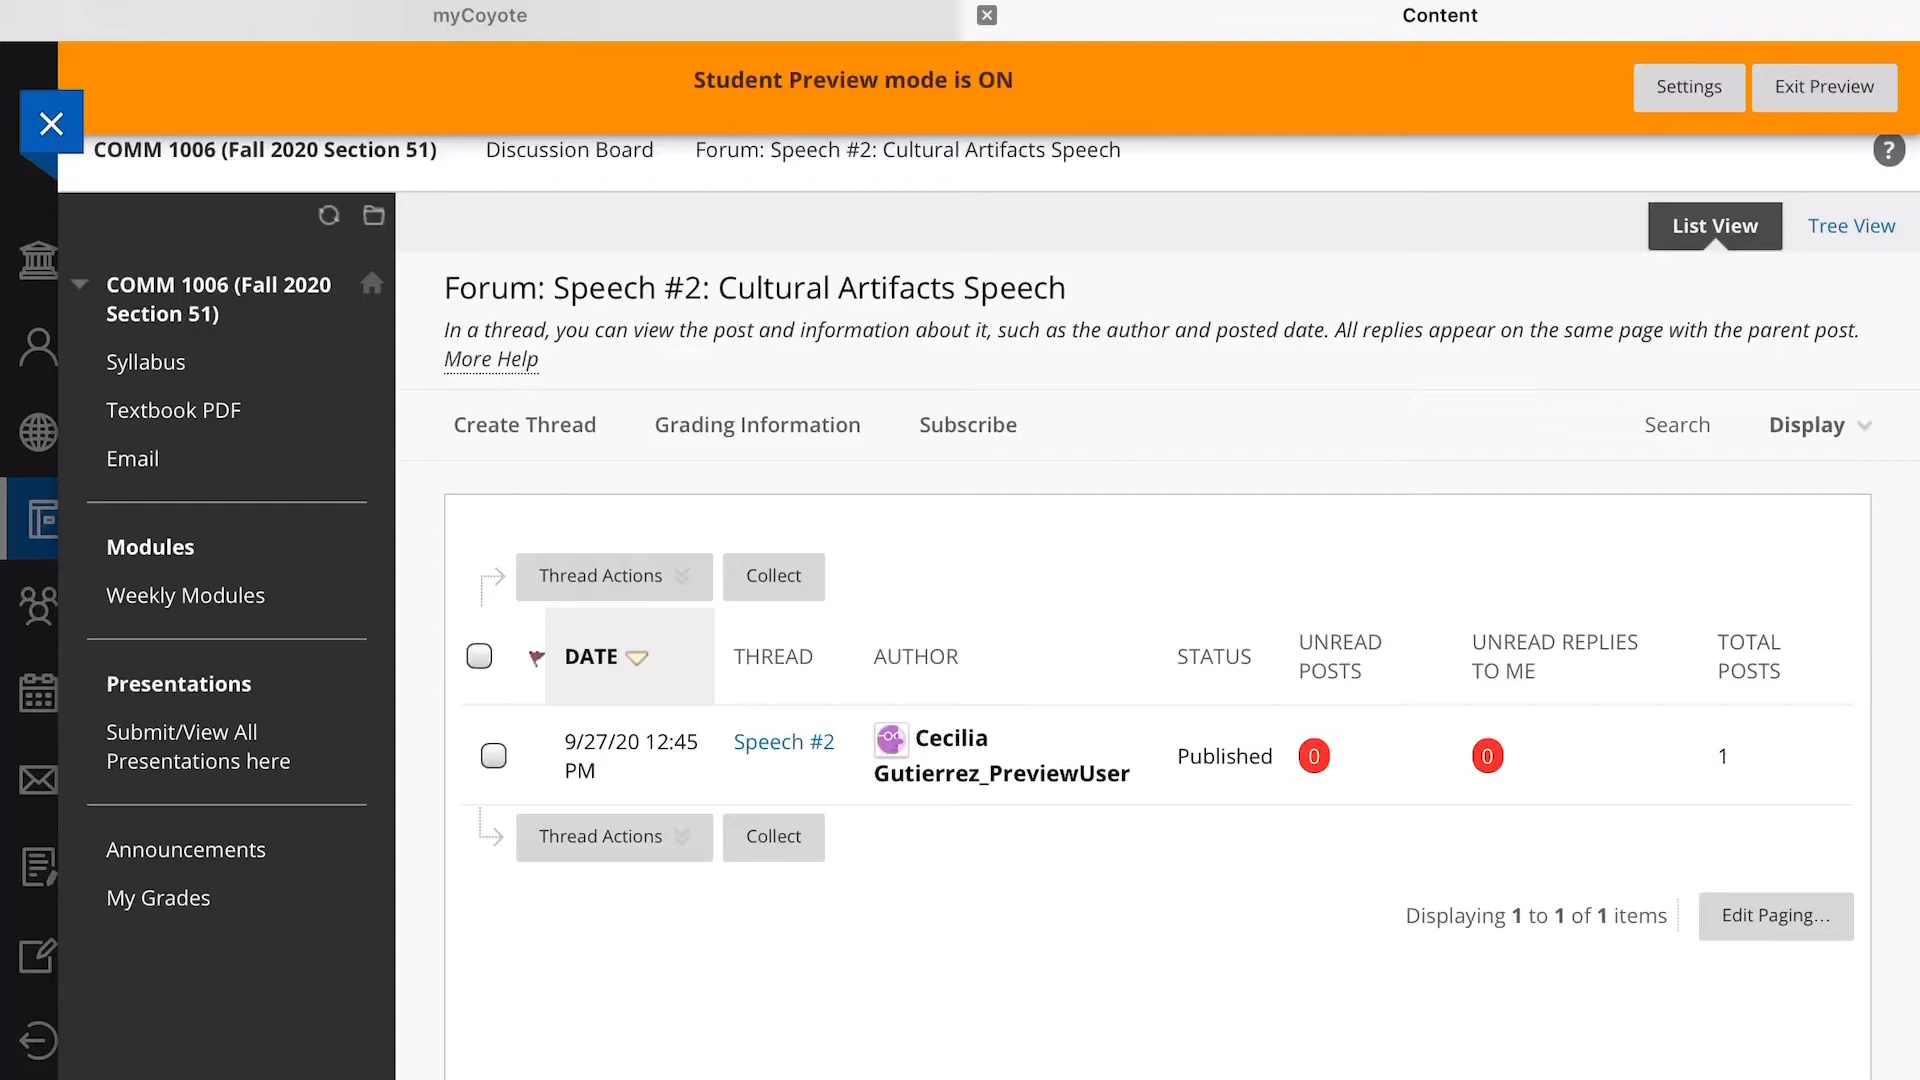 myCoyote
Content
Student Preview mode is ON
Settings
Exit Preview
COMM 1006 (Fall 2020 Section 51)
Discussion Board
Forum: Speech #2: Cultural Artifacts Speech
?
List View
Tree View
COMM 1006 (Fall 2020
Section 51)
Syllabus
Textbook PDF
Email
Modules
Weekly Modules
Presentations
Submit/View All
Presentations here
Announcements
My Grades
Forum: Speech #2: Cultural Artifacts Speech
In a thread, you can view the post and information about it, such as the author and posted date. All replies appear on the same page with the parent post.
More Help
Create Thread
Grading Information
Subscribe
Search
Display
Thread Actions
Collect
DATE
THREAD
AUTHOR
STATUS
UNREAD
POSTS
UNREAD REPLIES
TO ME
TOTAL
POSTS
9/27/20 12:45
PM
Speech #2
Cecilia
Gutierrez_PreviewUser
Published
0
0
1
Thread Actions
Collect
Displaying 1 to 1 of 1 items
Edit Paging...